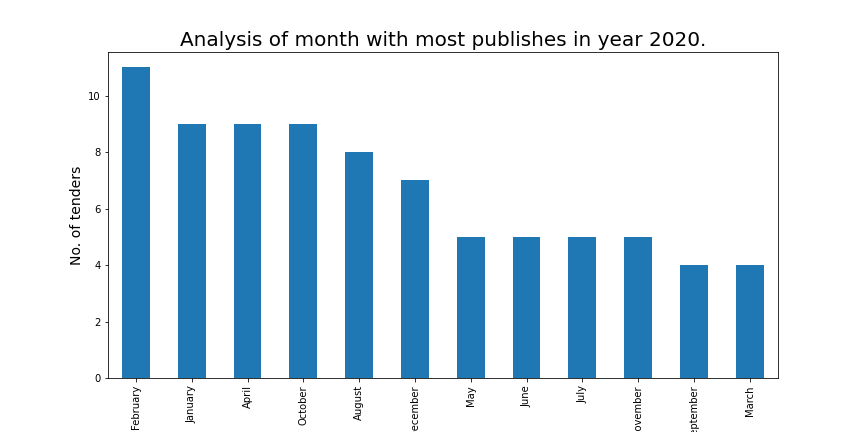 Analysis of month with most publishes in year 2020.
No. of tenders
10
8
6
4
2
0
February
January
April
October
August
ecember
May
June
July
ovember
eptember
March